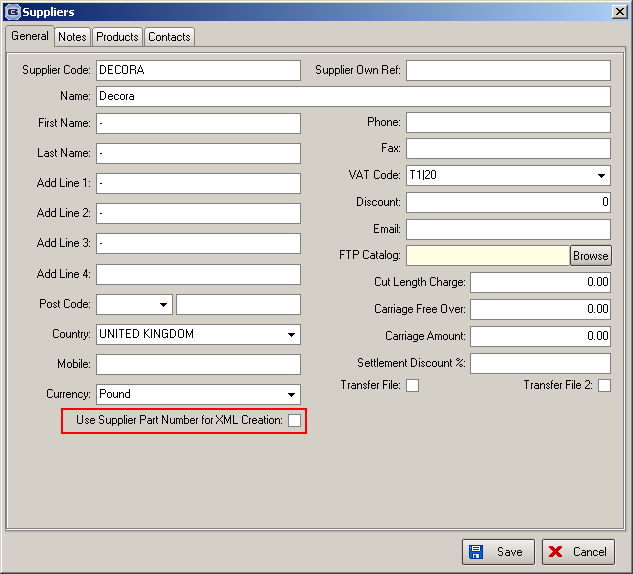 Suppliers
General Notes Products Contacts
Supplier Code: DECORA Supplier Own Ref:
Name: Decora
First Name: - Phone:
Fax:
Last Name: -
VAT Code: T1|20
Add Line 1: -
Discount: 0
Add Line 2: -
Email:
Add Line 3: -
FTP Catalog: Browse
Add Line 4:
Cut Length Charge: 0.00
Post Code:
Carriage Free Over: 0.00
Country: UNITED KINGDOM
Carriage Amount: 0.00
Mobile:
Settlement Discount %:
Transfer File: Transfer File 2:
Currency: Pound
Use Supplier Part Number for XML Creation:
Save Cancel